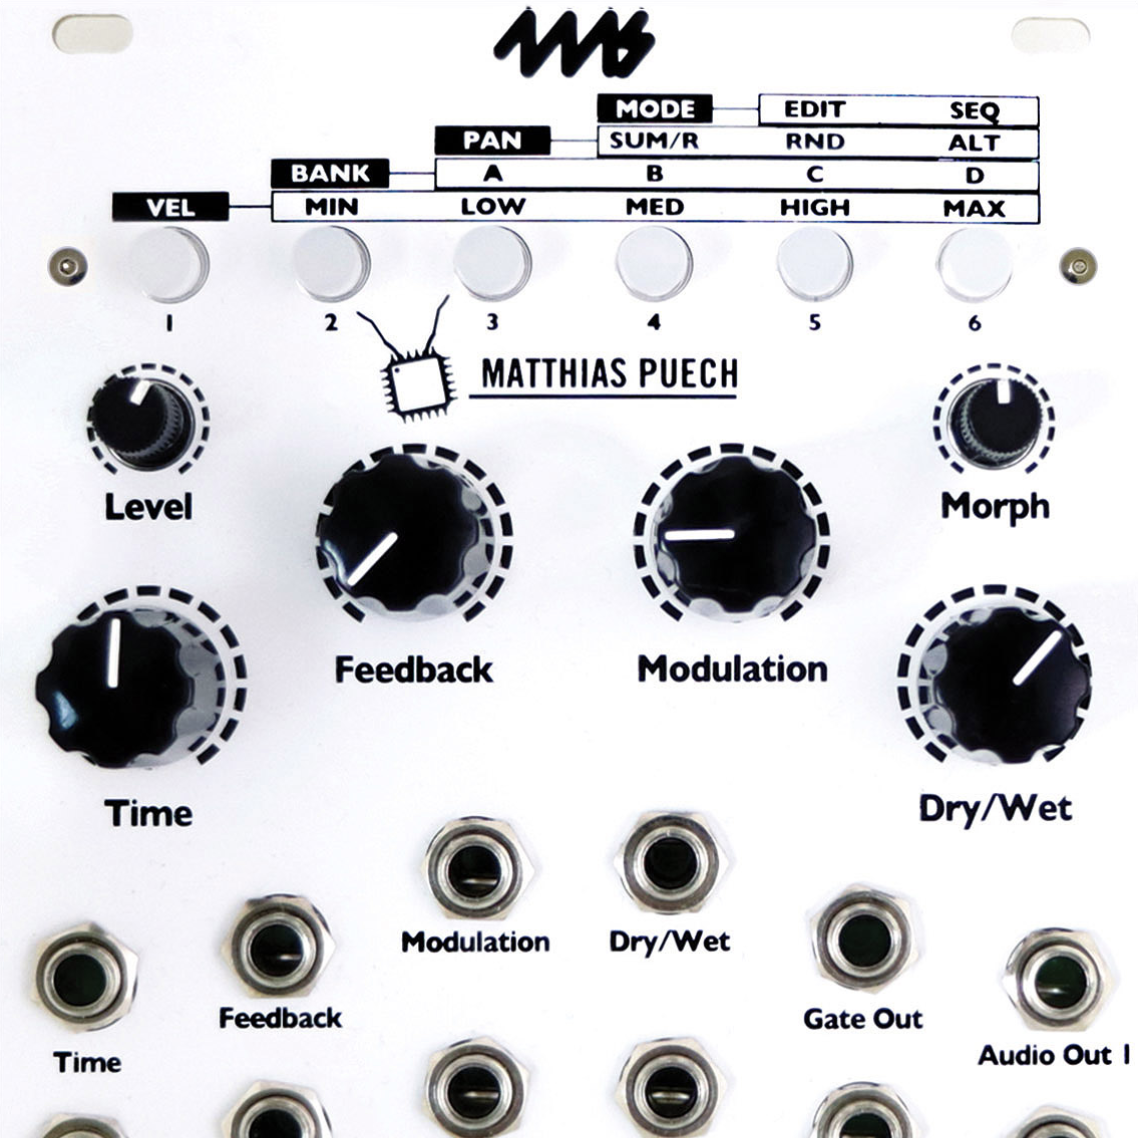 MODE EDIT SEQ
PAN SUM/R RND ALT
BANK A B C D
VEL MIN LOW MED HIGH MAX
1 2 3 4 5 6
MATTHIAS PUECH
Level Morph
Feedback Modulation
Time Dry/Wet
Modulation Dry/Wet
Feedback Gate Out
Time Audio Out 1